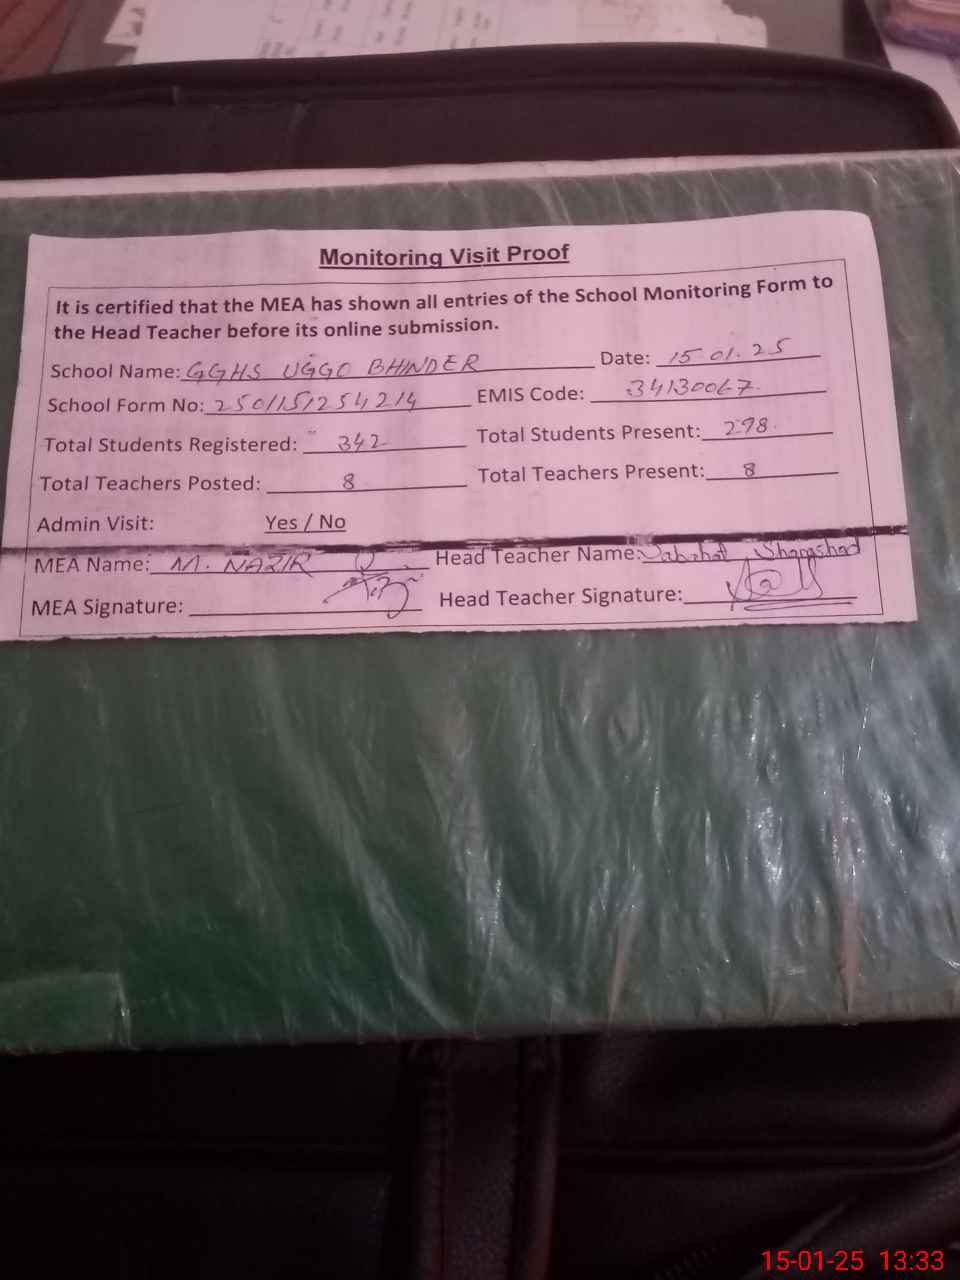 Monitoring Visit Proof
It is certified that the MEA has shown all entries of the School Monitoring Form to
the Head Teacher before its online submission.
School Name: GGHS UGGO BHINDER Date: 15-01-25
School Form No: 2501151254214 EMIS Code: 34130067
Total Students Registered: 342 Total Students Present: 298
Total Teachers Posted: 8 Total Teachers Present: 8
Admin Visit: Yes / No
MEA Name: M. NAZIR Head Teacher Name:
MEA Signature: Head Teacher Signature:
15-01-25 13:33